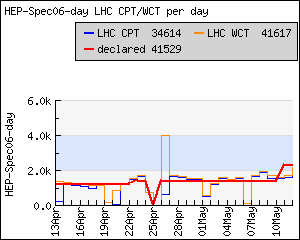 HEP-Spec06-day LHC CPT/WCT per day
LHC CPT 34614 LHC WCT 41617
declared 41529
HEP-Spec06-day
6.0k
4.0k
2.0k
0.0
13Apr
16Apr
19Apr
22Apr
25Apr
28Apr
01May
04May
07May
10May